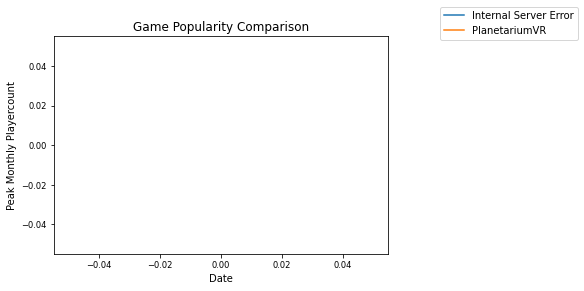 Game Popularity Comparison
Internal Server Error
PlanetariumVR
Peak Monthly Playercount
0.04
0.02
0.00
−0.02
−0.04
−0.04
−0.02
0.00
0.02
0.04
Date